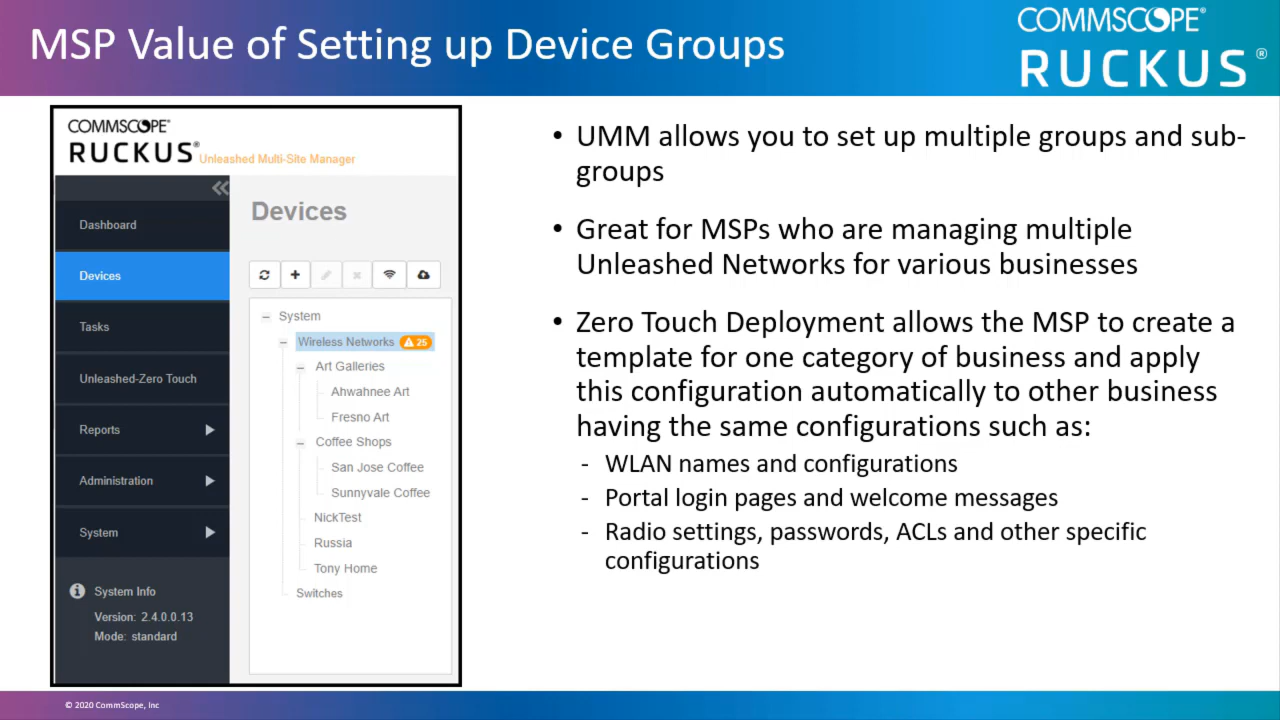 MSP Value of Setting up Device Groups
COMMSCOPE®
RUCKUS®
COMMSCOPE®
RUCKUS®
Unleashed Multi-Site Manager
Dashboard
Devices
Tasks
Unleashed-Zero Touch
Reports
Administration
System
System Info
Version: 2.4.0.0.13
Mode: standard
Devices
System
Wireless Networks 25
Art Galleries
Ahwahnee Art
Fresno Art
Coffee Shops
San Jose Coffee
Sunnyvale Coffee
NickTest
Russia
Tony Home
Switches
• UMM allows you to set up multiple groups and sub-
groups
• Great for MSPs who are managing multiple
Unleashed Networks for various businesses
• Zero Touch Deployment allows the MSP to create a
template for one category of business and apply
this configuration automatically to other business
having the same configurations such as:
- WLAN names and configurations
- Portal login pages and welcome messages
- Radio settings, passwords, ACLs and other specific
configurations
© 2020 CommScope, Inc